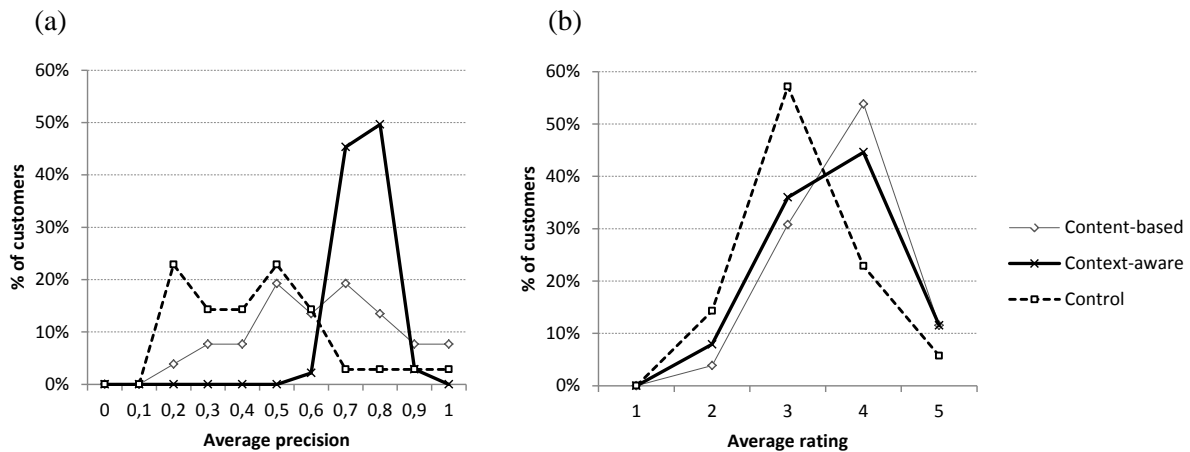 (a)
60%
50%
40%
30%
20%
10%
0%
% of customers
0 0,1 0,2 0,3 0,4 0,5 0,6 0,7 0,8 0,9 1
Average precision
(b)
60%
50%
40%
30%
20%
10%
0%
% of customers
1 2 3 4 5
Average rating
Content-based
Context-aware
Control